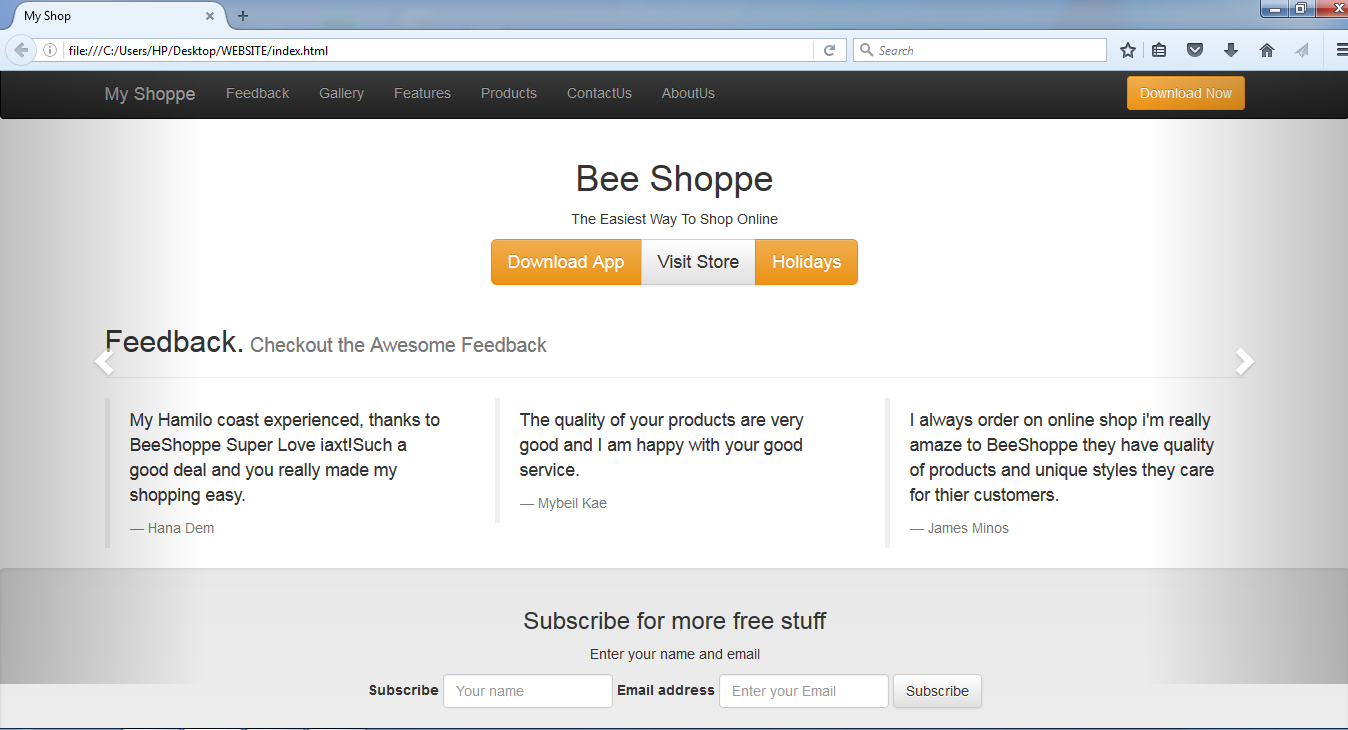 My Shop
file:///C:/Users/HP/Desktop/WEBSITE/index.html
Search
My Shoppe Feedback Gallery Features Products ContactUs AboutUs Download Now
Bee Shoppe
The Easiest Way To Shop Online
Download App Visit Store Holidays
Feedback. Checkout the Awesome Feedback
My Hamilo coast experienced, thanks to
BeeShoppe Super Love iaxt!Such a
good deal and you really made my
shopping easy.
— Hana Dem
The quality of your products are very
good and I am happy with your good
service.
— Mybeil Kae
I always order on online shop i'm really
amaze to BeeShoppe they have quality
of products and unique styles they care
for thier customers.
— James Minos
Subscribe for more free stuff
Enter your name and email
Subscribe Your name Email address Enter your Email Subscribe